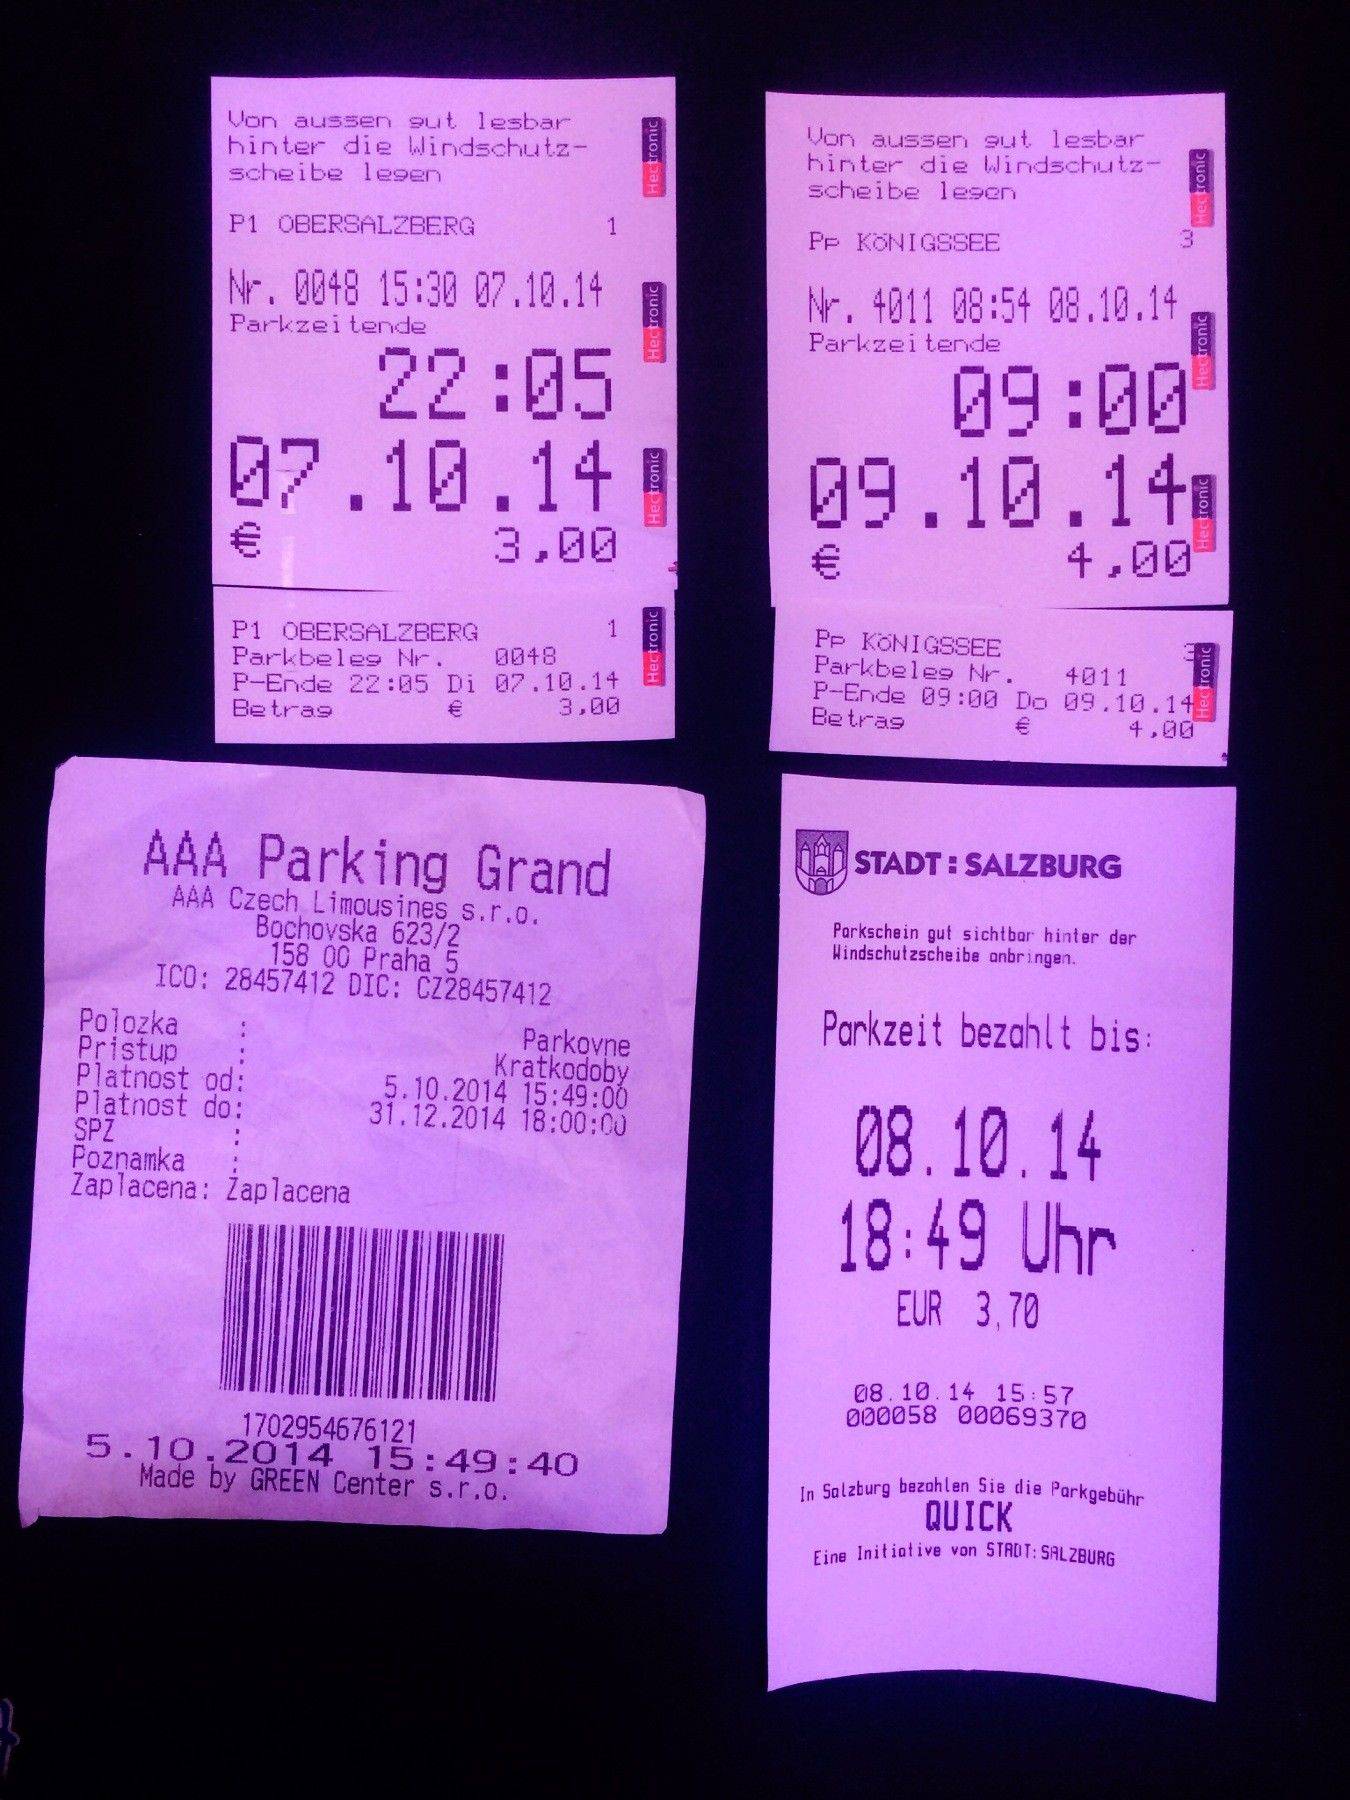 Von aussen gut lesbar
hinter die Windschutz-
scheibe legen
P1 OBERSALZBERG 1
Nr. 0048 15:30 07.10.14
Parkzeitende
22:05
07.10.14
€ 3,00
Hectronic
Hectronic
Hectronic
P1 OBERSALZBERG 1
Parkbeleg Nr. 0048
P-Ende 22:05 Di 07.10.14
Betrag € 3,00
Hectronic
Von aussen gut lesbar
hinter die Windschutz-
scheibe legen
Pp KöNIGSSEE 3
Nr. 4011 08:54 08.10.14
Parkzeitende
09:00
09.10.14
€ 4,00
Hectronic
Hectronic
Hectronic
Pp KöNIGSSEE 3
Parkbeleg Nr. 4011
P-Ende 09:00 Do 09.10.14
Betrag € 4,00
Hectronic
AAA Parking Grand
AAA Czech Limousines s.r.o.
Bochovska 623/2
158 00 Praha 5
ICO: 28457412 DIC: CZ28457412
Polozka : Parkovne
Pristup : Kratkodoby
Platnost od: 5.10.2014 15:49:00
Platnost do: 31.12.2014 18:00:00
SPZ :
Poznamka :
Zaplacena: Zaplacena
1702954676121
5.10.2014 15:49:40
Made by GREEN Center s.r.o.
STADT:SALZBURG
Parkschein gut sichtbar hinter der
Windschutzscheibe anbringen.
Parkzeit bezahlt bis:
08.10.14
18:49 Uhr
EUR 3,70
08.10.14 15:57
000058 00069370
In Salzburg bezahlen Sie die Parkgebühr
QUICK
Eine Initiative von STADT:SALZBURG